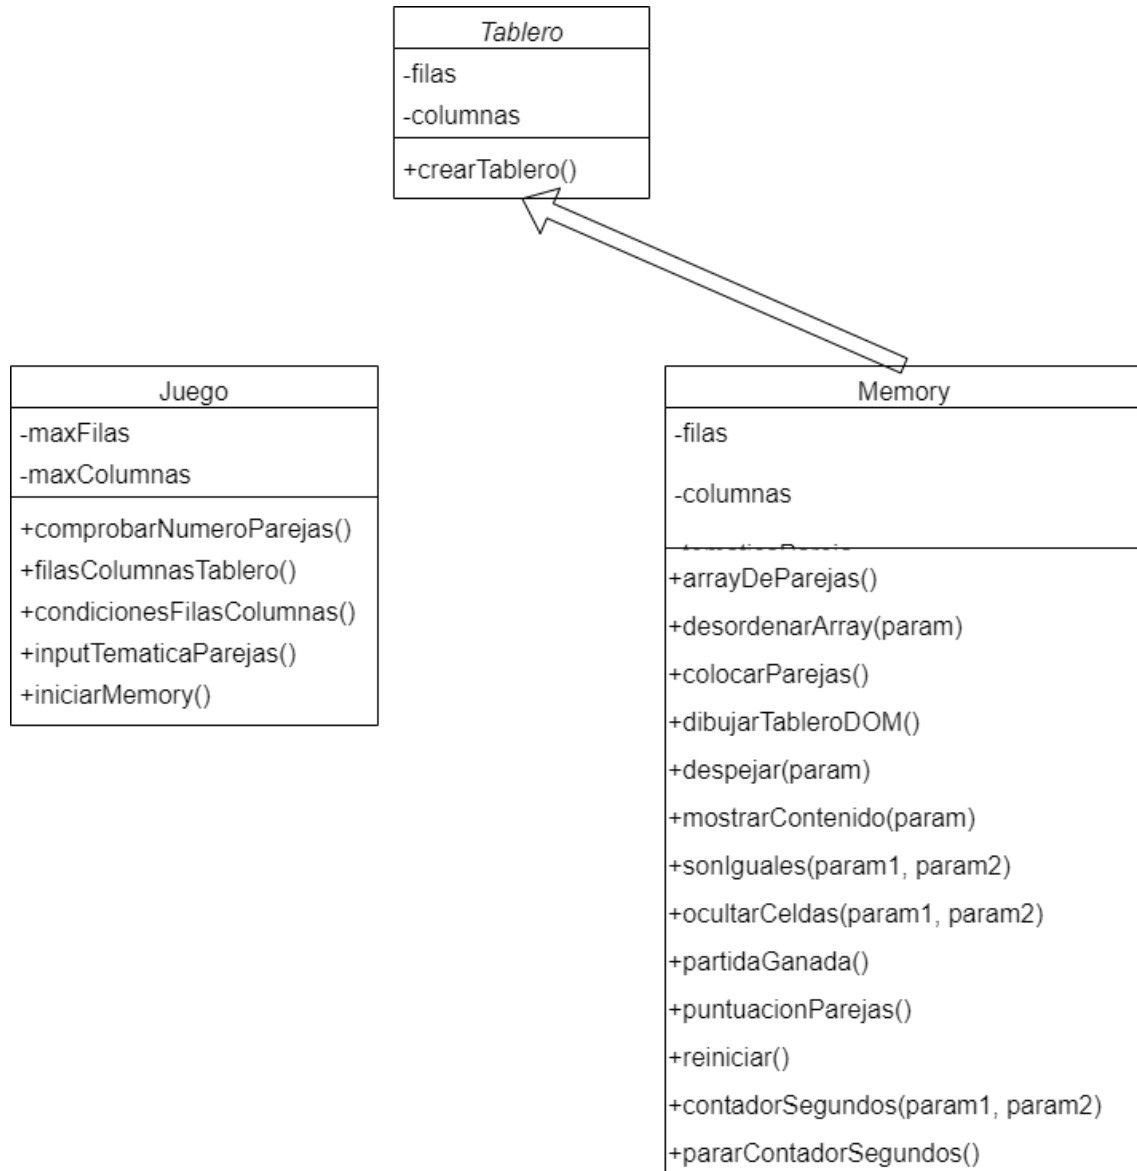 Tablero
-filas
-columnas
+crearTablero()
Juego
-maxFilas
-maxColumnas
+comprobarNumeroParejas()
+filasColumnasTablero()
+condicionesFilasColumnas()
+inputTematicaParejas()
+iniciarMemory()
Memory
-filas
-columnas
+arrayDeParejas()
+desordenarArray(param)
+colocarParejas()
+dibujarTableroDOM()
+despejar(param)
+mostrarContenido(param)
+sonIguales(param1, param2)
+ocultarCeldas(param1, param2)
+partidaGanada()
+puntuacionParejas()
+reiniciar()
+contadorSegundos(param1, param2)
+pararContadorSegundos()